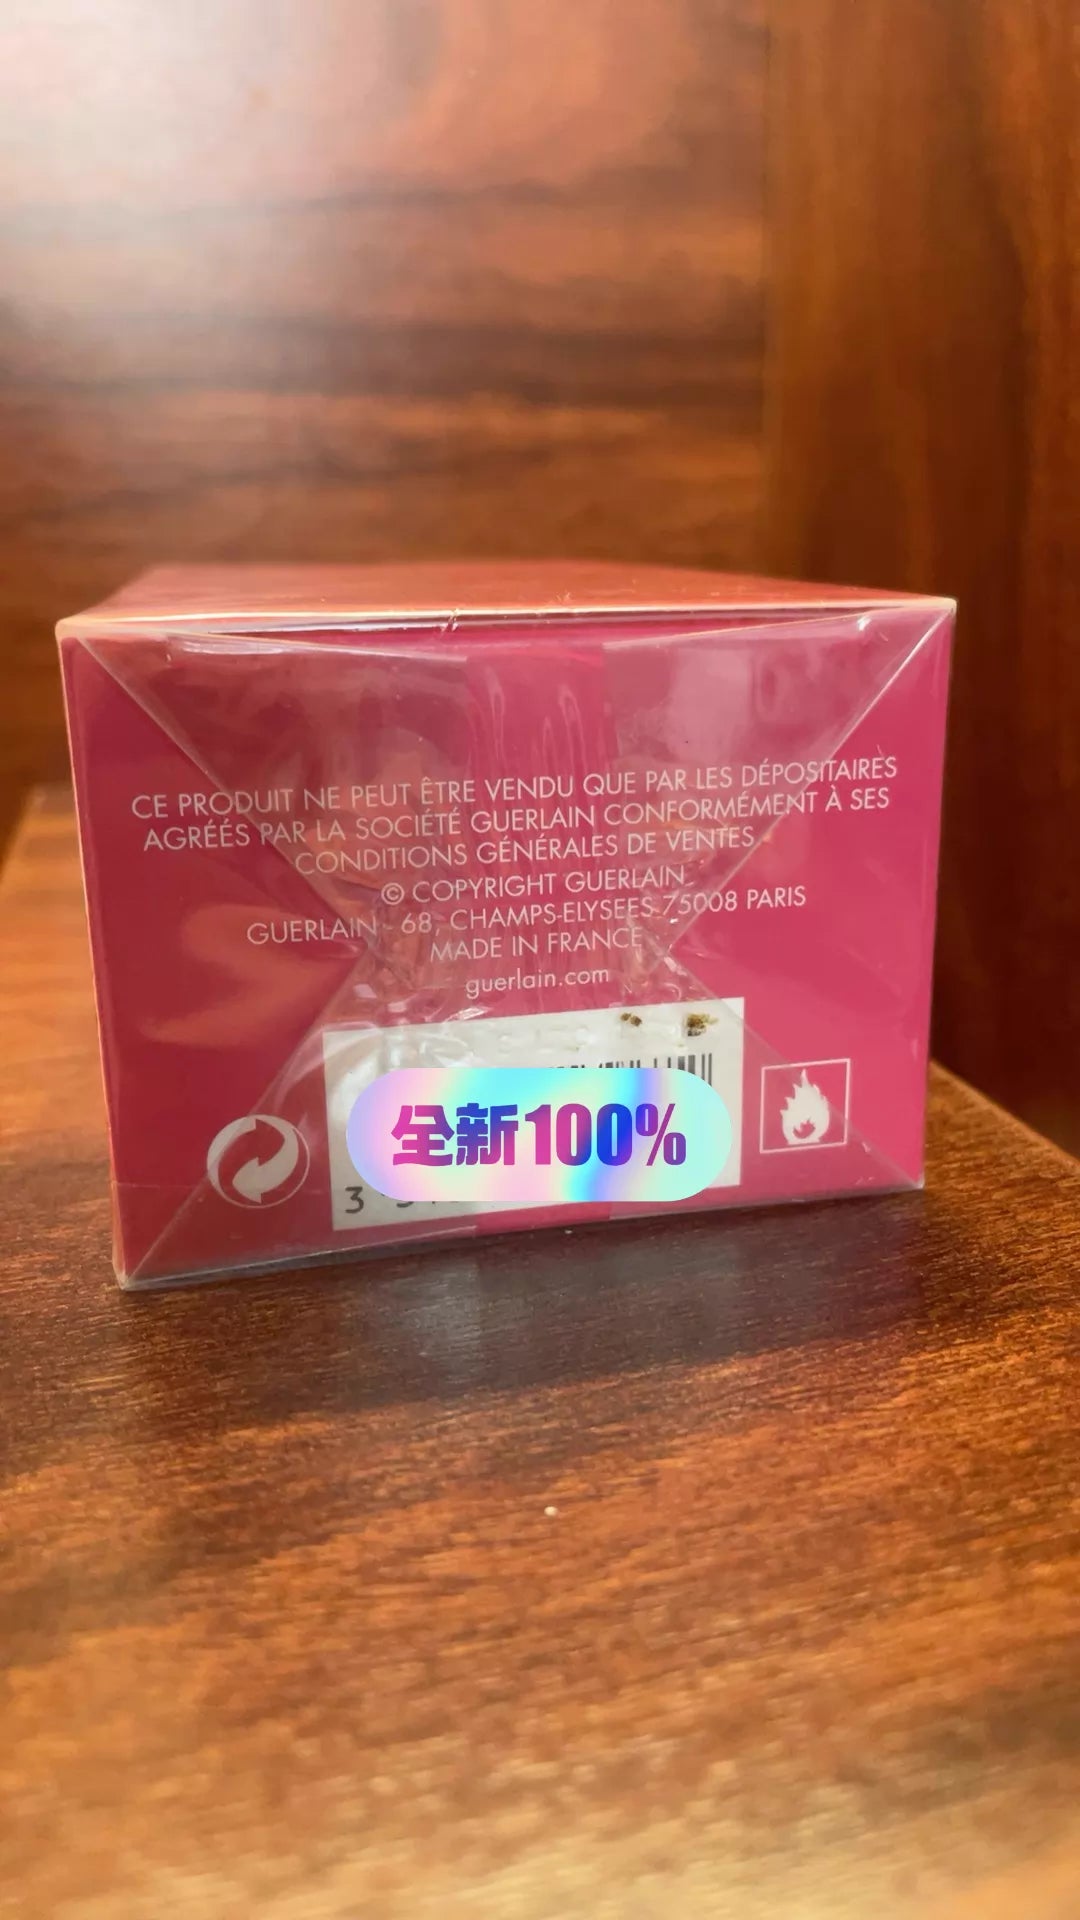 CE PRODUIT NE PEUT ÊTRE VENDU QUE PAR LES DÉPOSITAIRES
AGRÉÉS PAR LA SOCIÉTÉ GUERLAIN CONFORMÉMENT À SES
CONDITIONS GÉNÉRALES DE VENTES
© COPYRIGHT GUERLAIN
GUERLAIN - 68, CHAMPS-ELYSEES 75008 PARIS
MADE IN FRANCE
guerlain.com
全新100%
3